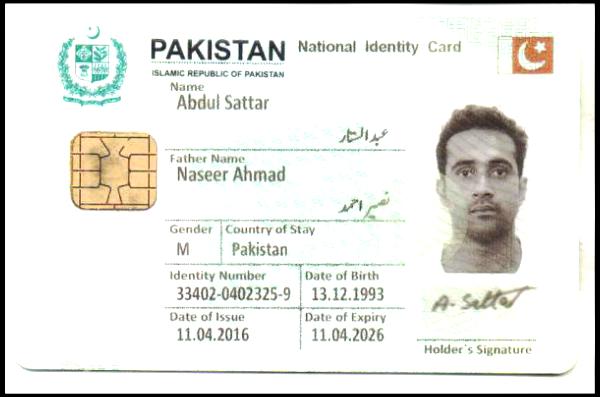 PAKISTAN National Identity Card
ISLAMIC REPUBLIC OF PAKISTAN
Name
Abdul Sattar
عبدالستار
Father Name
Naseer Ahmad
نصیر احمد
Gender Country of Stay
M Pakistan
Identity Number Date of Birth
33402-0402325-9 13.12.1993
Date of Issue Date of Expiry
11.04.2016 11.04.2026
A-Sattar
Holder's Signature